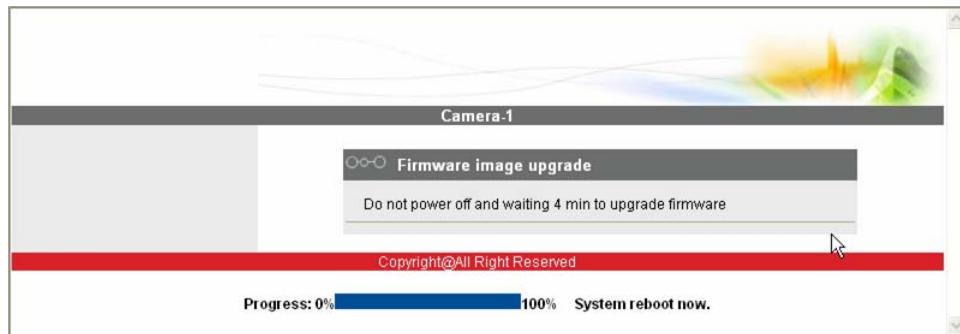 Camera-1
Firmware image upgrade
Do not power off and waiting 4 min to upgrade firmware
Copyright@All Right Reserved
Progress: 0% 100% System reboot now.